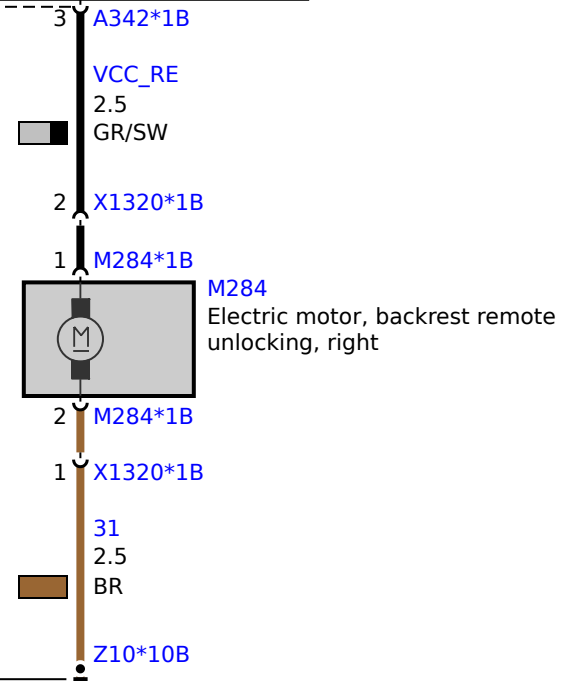 3 A342*1B
VCC_RE
2.5
GR/SW
2 X1320*1B
1 M284*1B
M284
Electric motor, backrest remote
unlocking, right
M
2 M284*1B
1 X1320*1B
31
2.5
BR
Z10*10B